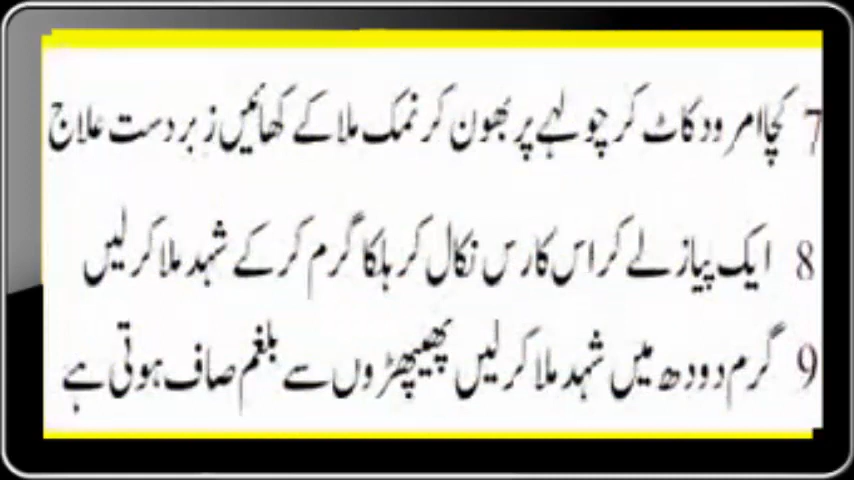 7 کچا امرود کاٹ کر چولہے پر بھون کر نمک ملا کے کھائیں زبردست علاج
8 ایک پیاز لے کر اس کا رس نکال کر ہلکا گرم کر کے شہد ملا کر لیں
9 گرم دودھ میں شہد ملا کر لیں پھیپھڑوں سے بلغم صاف ہوتی ہے